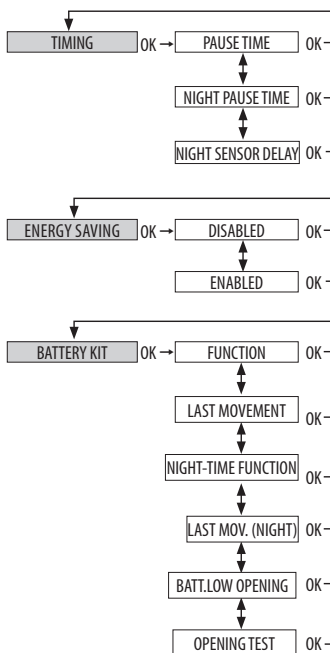 TIMING OK → PAUSE TIME OK
NIGHT PAUSE TIME OK
NIGHT SENSOR DELAY OK
ENERGY SAVING OK → DISABLED OK
ENABLED OK
BATTERY KIT OK → FUNCTION OK
LAST MOVEMENT OK
NIGHT-TIME FUNCTION OK
LAST MOV. (NIGHT) OK
BATT.LOW OPENING OK
OPENING TEST OK